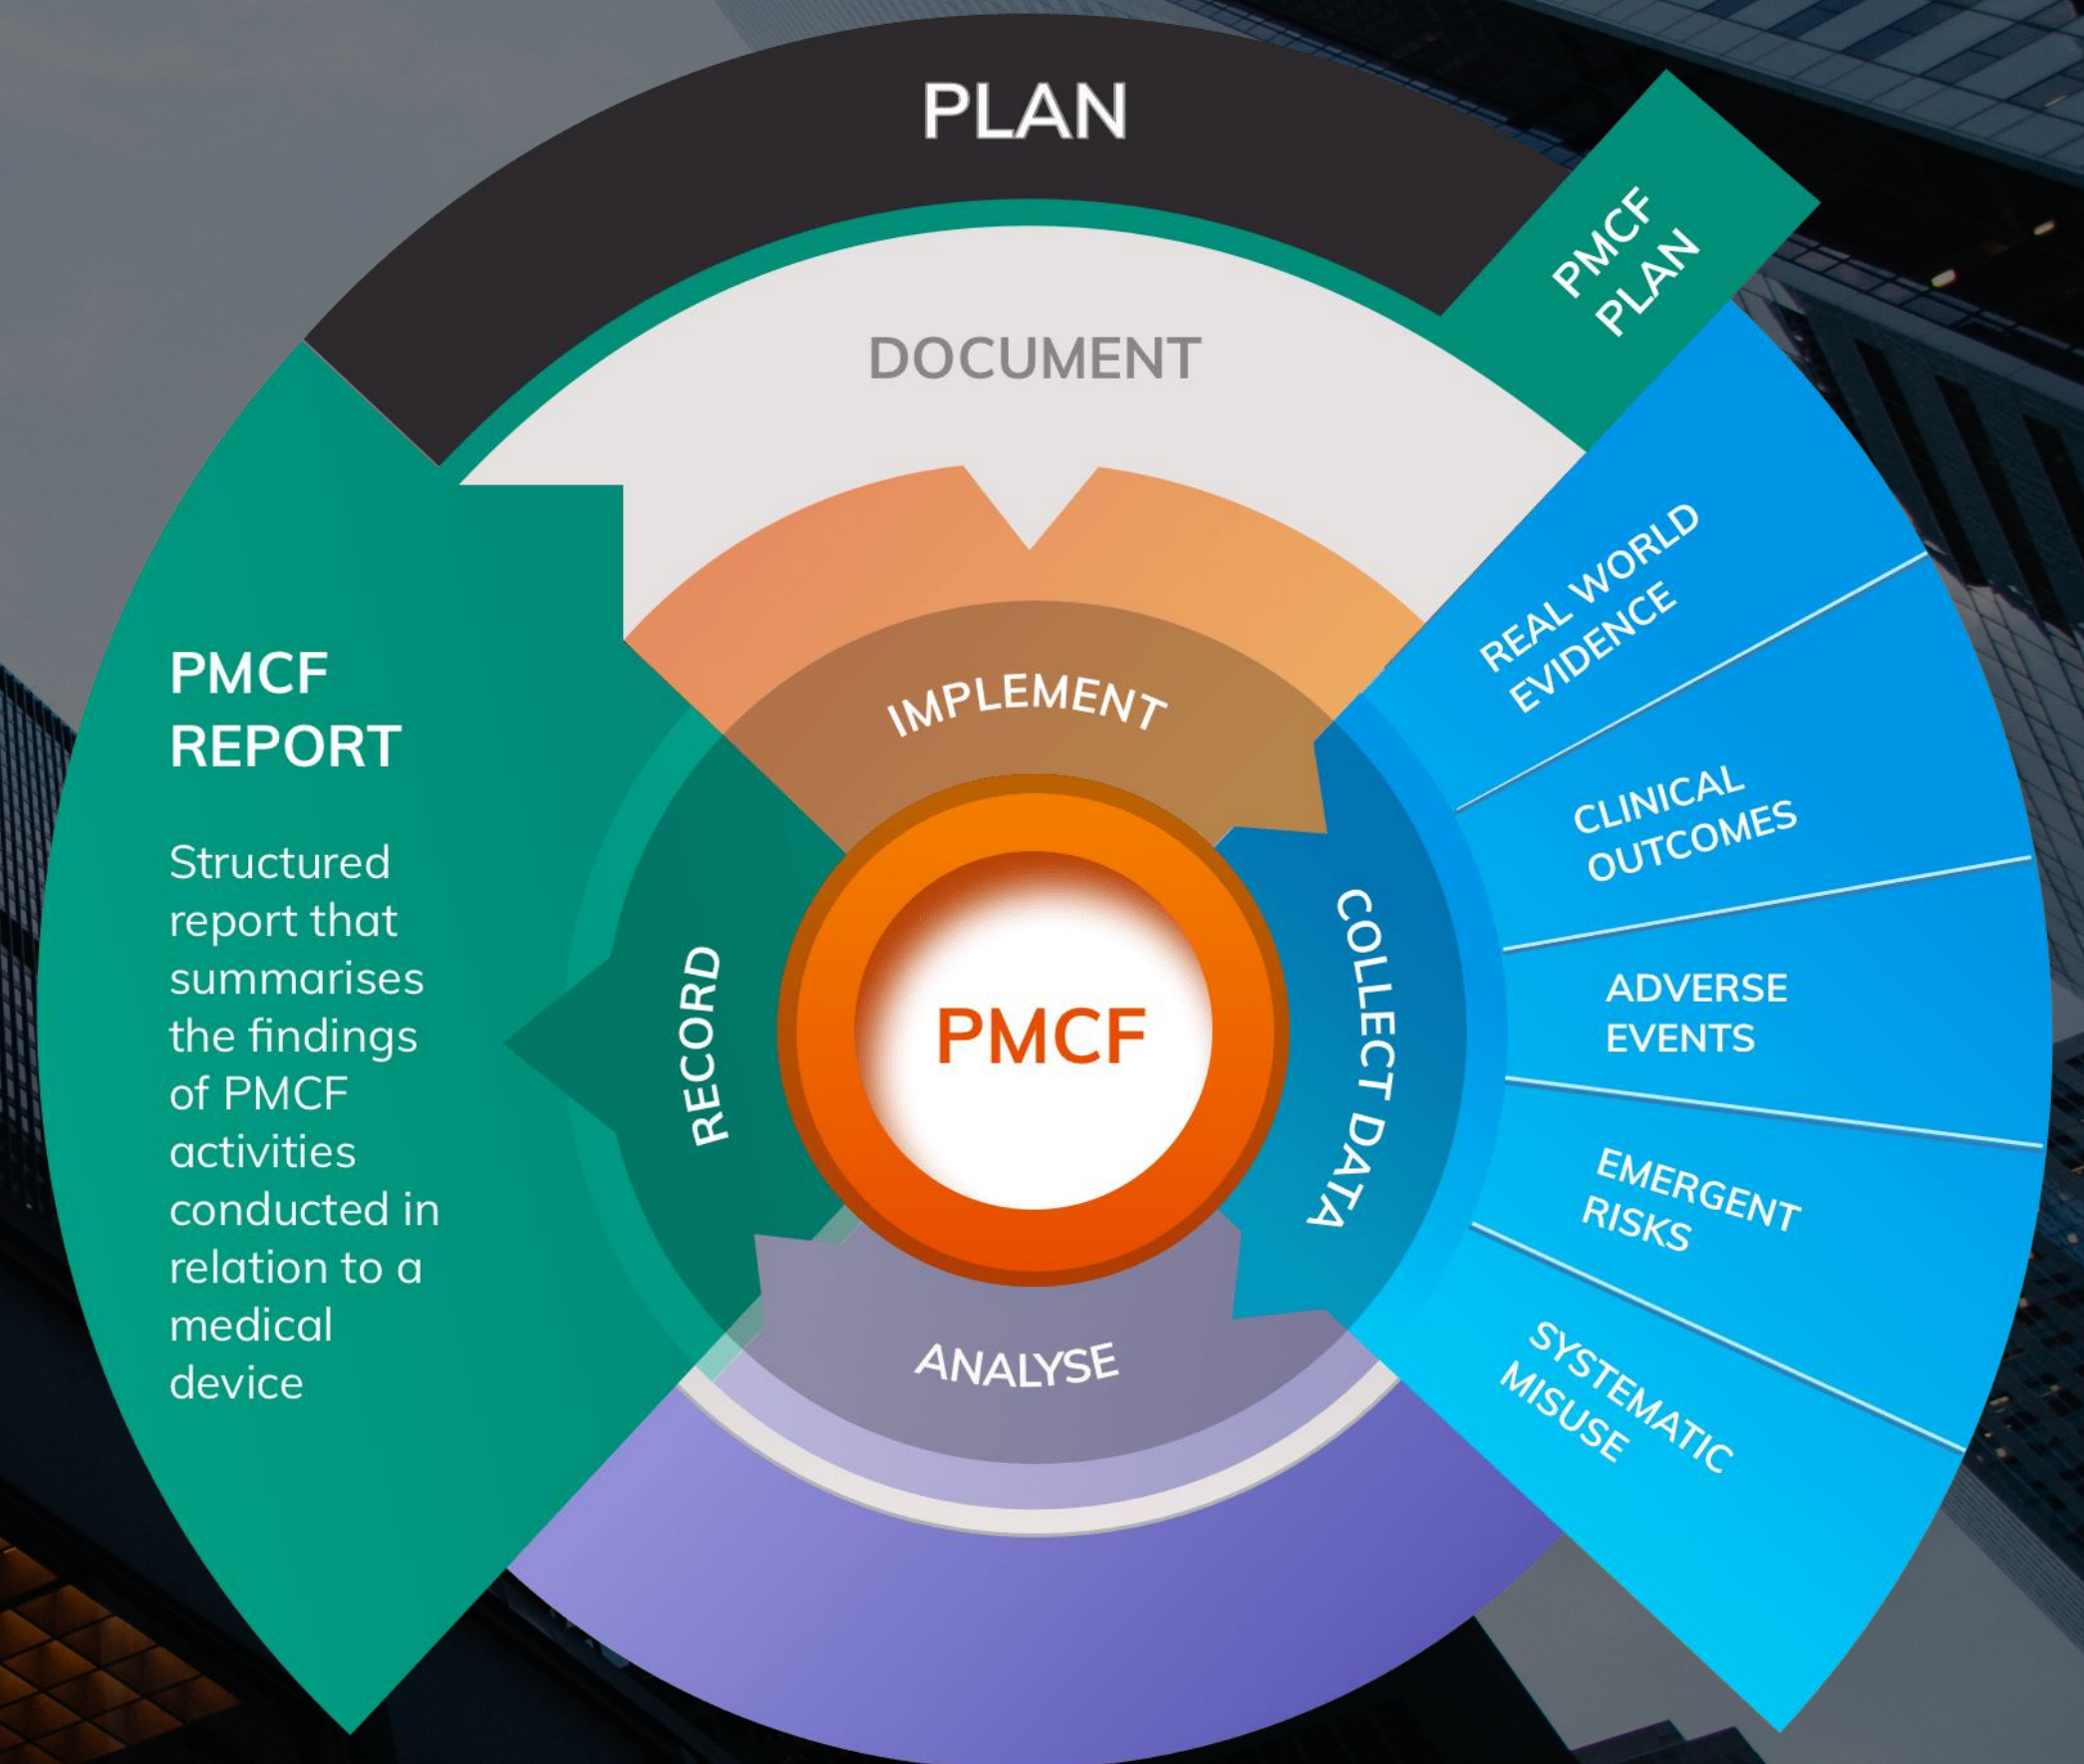 PLAN
PMCF
PLAN
DOCUMENT
IMPLEMENT
REAL WORLD
EVIDENCE
CLINICAL
OUTCOMES
ADVERSE
EVENTS
EMERGENT
RISKS
SYSTEMATIC
MISUSE
COLLECT DATA
PMCF
ANALYSE
RECORD
PMCF
REPORT
Structured
report that
summarises
the findings
of PMCF
activities
conducted in
relation to a
medical
device